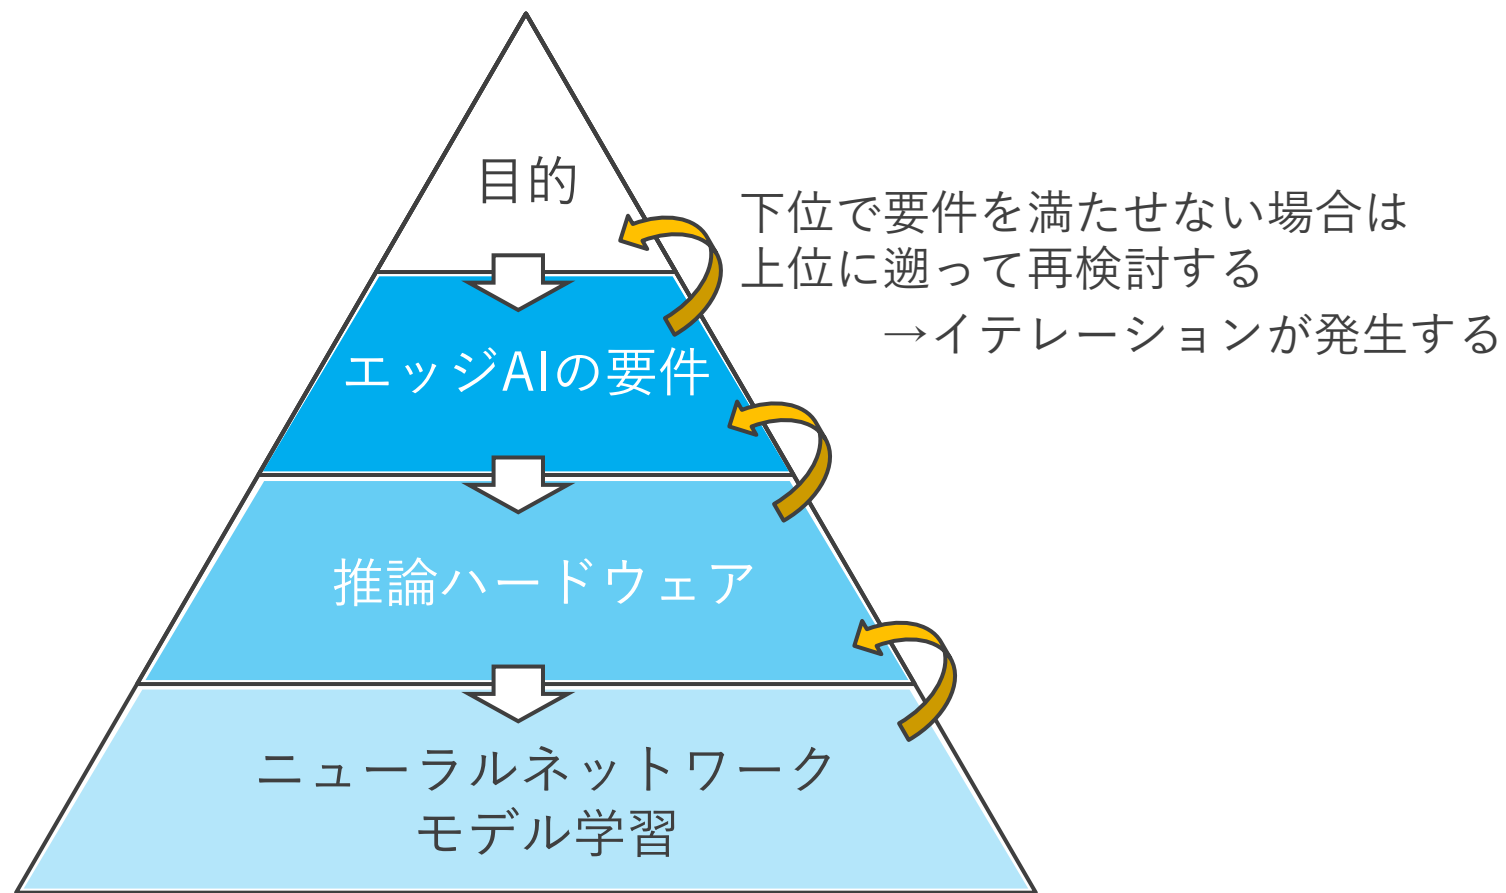 目的
下位で要件を満たせない場合は
上位に遡って再検討する
→イテレーションが発生する
エッジAIの要件
推論ハードウェア
ニューラルネットワーク
モデル学習